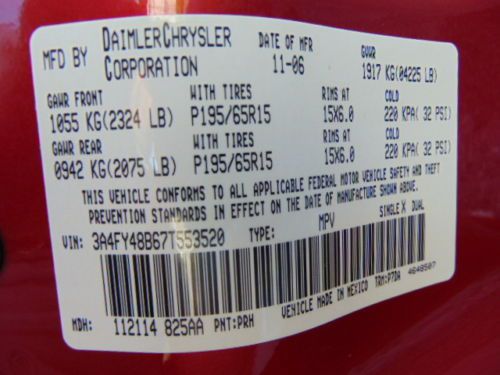 MFD BY DAIMLERCHRYSLER CORPORATION DATE OF MFR 11-06 GVWR 1917 KG(04225 LB)
GAWR FRONT WITH TIRES RIMS AT COLD
1055 KG(2324 LB) P195/65R15 15X6.0 220 KPA( 32 PSI)
GAWR REAR WITH TIRES RIMS AT COLD
0942 KG(2075 LB) P195/65R15 15X6.0 220 KPA( 32 PSI)
THIS VEHICLE CONFORMS TO ALL APPLICABLE FEDERAL MOTOR VEHICLE SAFETY AND THEFT
PREVENTION STANDARDS IN EFFECT ON THE DATE OF MANUFACTURE SHOWN ABOVE.
VIN: 3A4FY48B67T553520 TYPE: MPV SINGLE X DUAL
4648507
MDH: 112114 825AA PNT:PRH VEHICLE MADE IN MEXICO TRM:P7DA